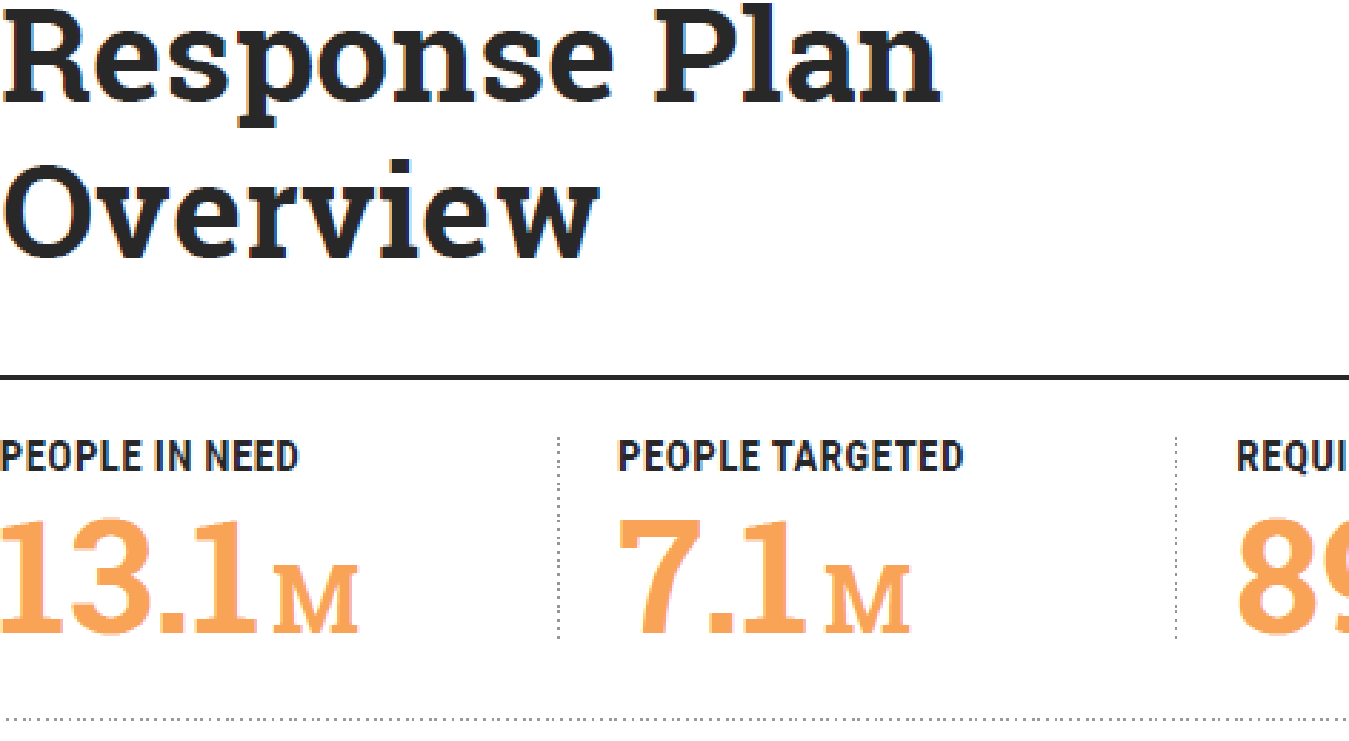 Response Plan
Overview
PEOPLE IN NEED
PEOPLE TARGETED
13.1M
7.1M